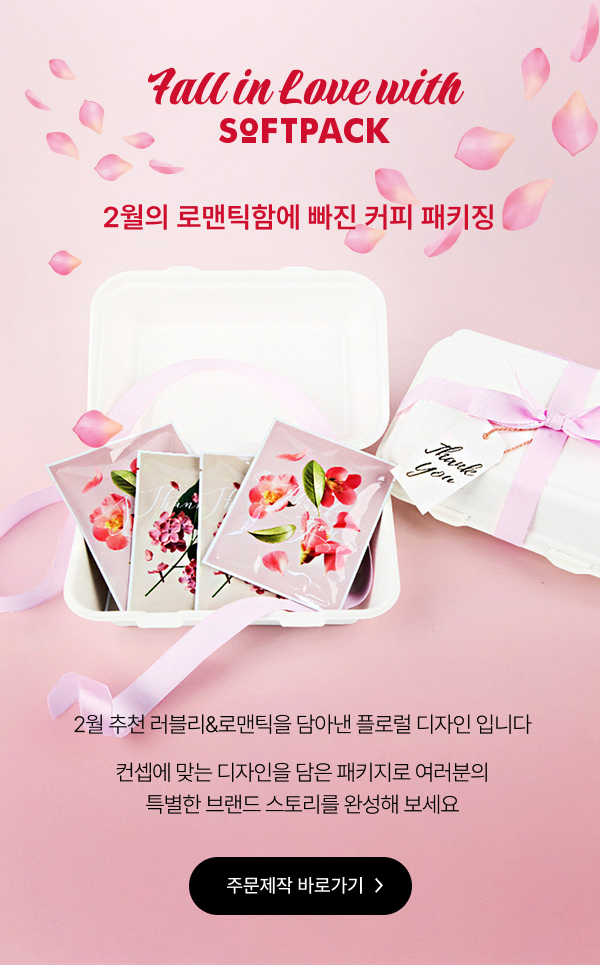 Fall in Love with
SOFTPACK
2월의 로맨틱함에 빠진 커피 패키징
Thank
You
2월 추천 러블리&로맨틱을 담아낸 플로럴 디자인 입니다
컨셉에 맞는 디자인을 담은 패키지로 여러분의
특별한 브랜드 스토리를 완성해 보세요
주문제작 바로가기 >